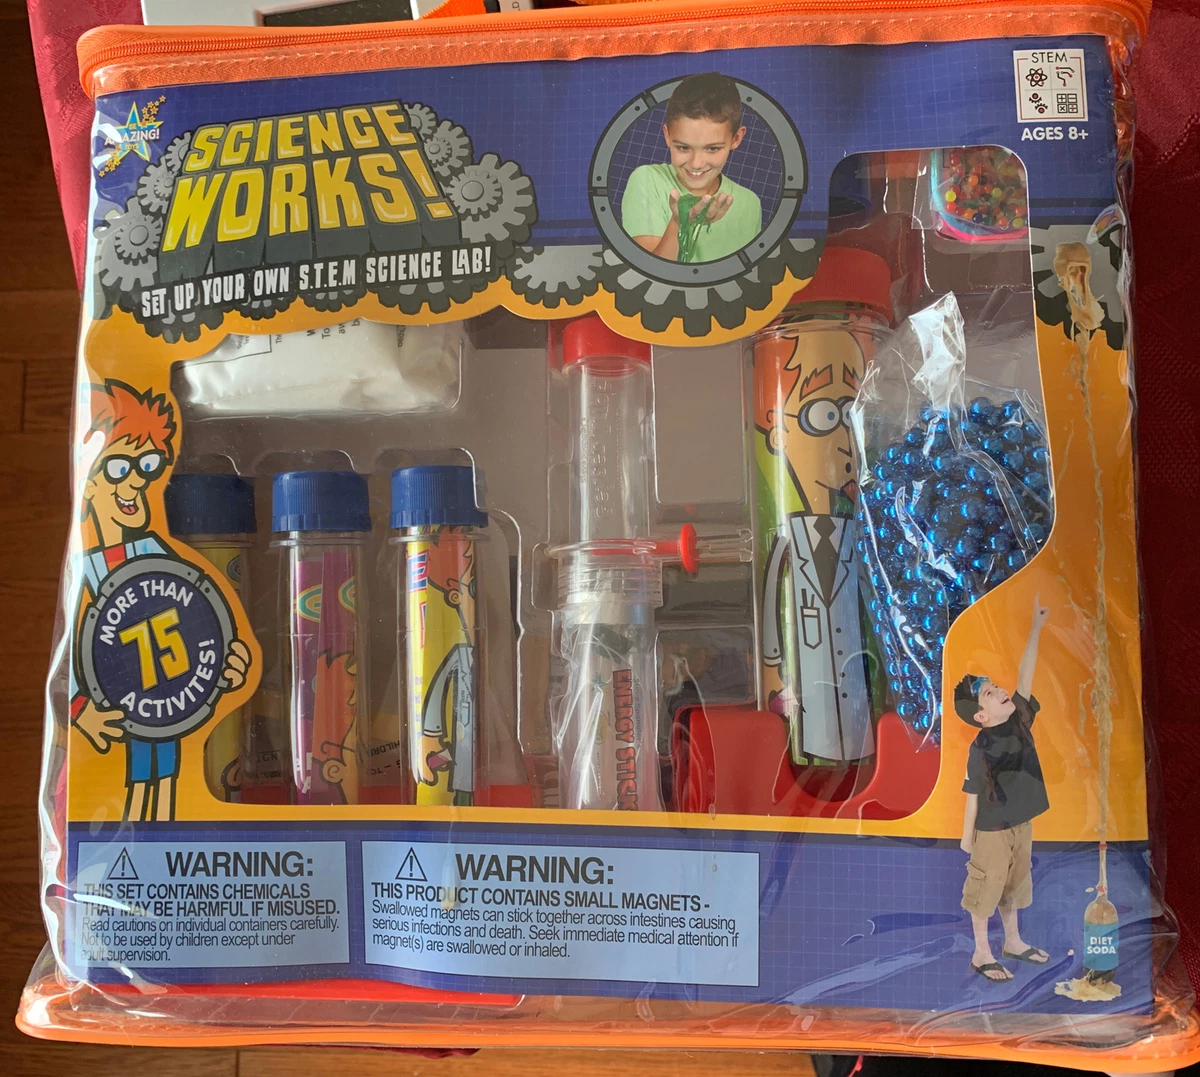 STEM
AGES 8+
BE
AMAZING!
TOYS
SCIENCE
WORKS!
SET UP YOUR OWN S.T.E.M SCIENCE LAB!
MORE THAN
75
ACTIVITES!
ENERGY STICK
DIET
SODA
WARNING:
THIS SET CONTAINS CHEMICALS
THAT MAY BE HARMFUL IF MISUSED.
Read cautions on individual containers carefully.
Not to be used by children except under
adult supervision.
WARNING:
THIS PRODUCT CONTAINS SMALL MAGNETS -
Swallowed magnets can stick together across intestines causing
serious infections and death. Seek immediate medical attention if
magnet(s) are swallowed or inhaled.